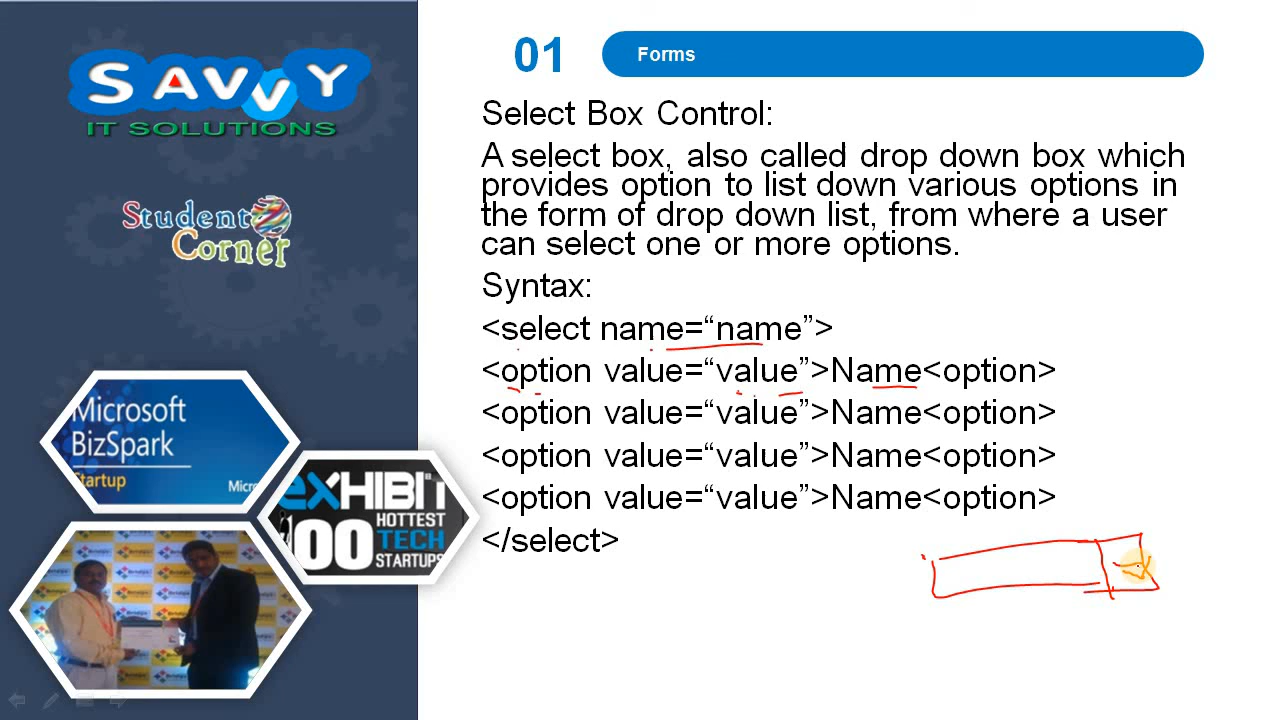 SAVVY
IT SOLUTIONS
Student
Corner
Microsoft
BizSpark
Startup
Micros
eXHIBIT
100 HOTTEST
TECH
STARTUPS
01
Forms
Select Box Control:
A select box, also called drop down box which
provides option to list down various options in
the form of drop down list, from where a user
can select one or more options.
Syntax:
<select name=“name”>
<option value=“value”>Name<option>
<option value=“value”>Name<option>
<option value=“value”>Name<option>
<option value=“value”>Name<option>
</select>